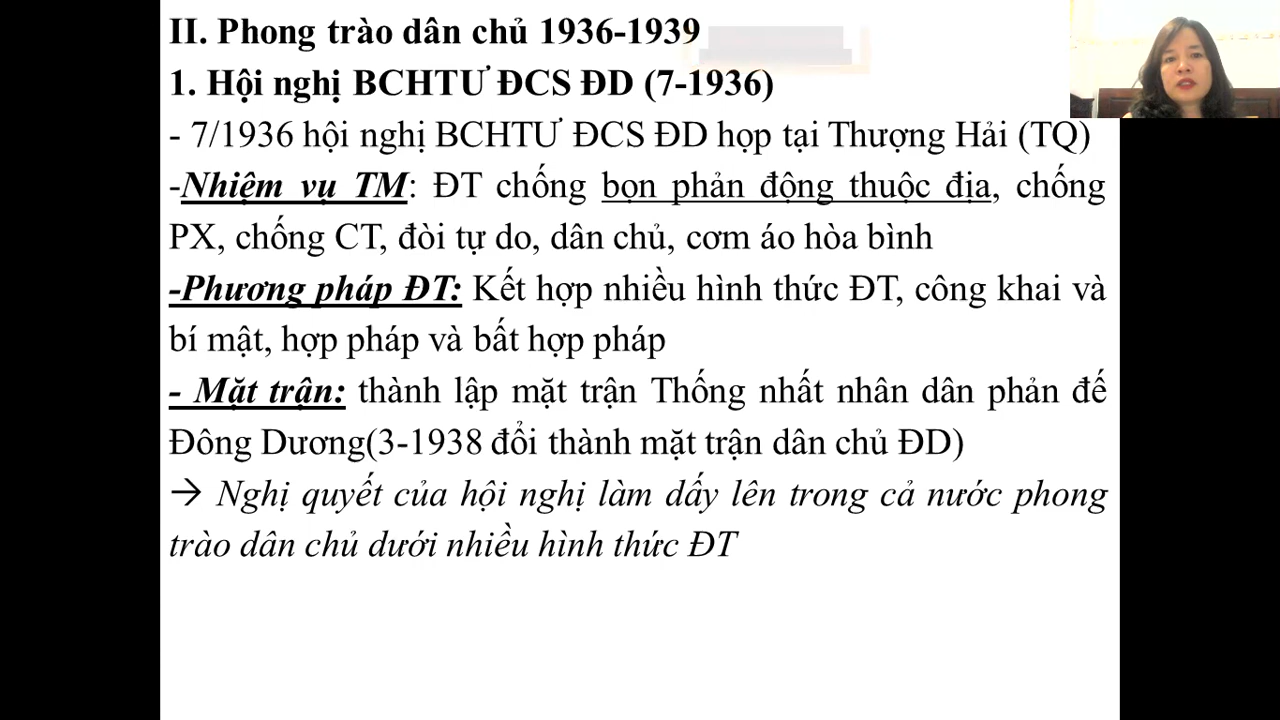 II. Phong trào dân chủ 1936-1939
1. Hội nghị BCHTƯ ĐCS ĐD (7-1936)
- 7/1936 hội nghị BCHTƯ ĐCS ĐD họp tại Thượng Hải (TQ)
-Nhiệm vụ TM: ĐT chống bọn phản động thuộc địa, chống
PX, chống CT, đòi tự do, dân chủ, cơm áo hòa bình
-Phương pháp ĐT: Kết hợp nhiều hình thức ĐT, công khai và
bí mật, hợp pháp và bất hợp pháp
- Mặt trận: thành lập mặt trận Thống nhất nhân dân phản đế
Đông Dương(3-1938 đổi thành mặt trận dân chủ ĐD)
→ Nghị quyết của hội nghị làm dấy lên trong cả nước phong
trào dân chủ dưới nhiều hình thức ĐT